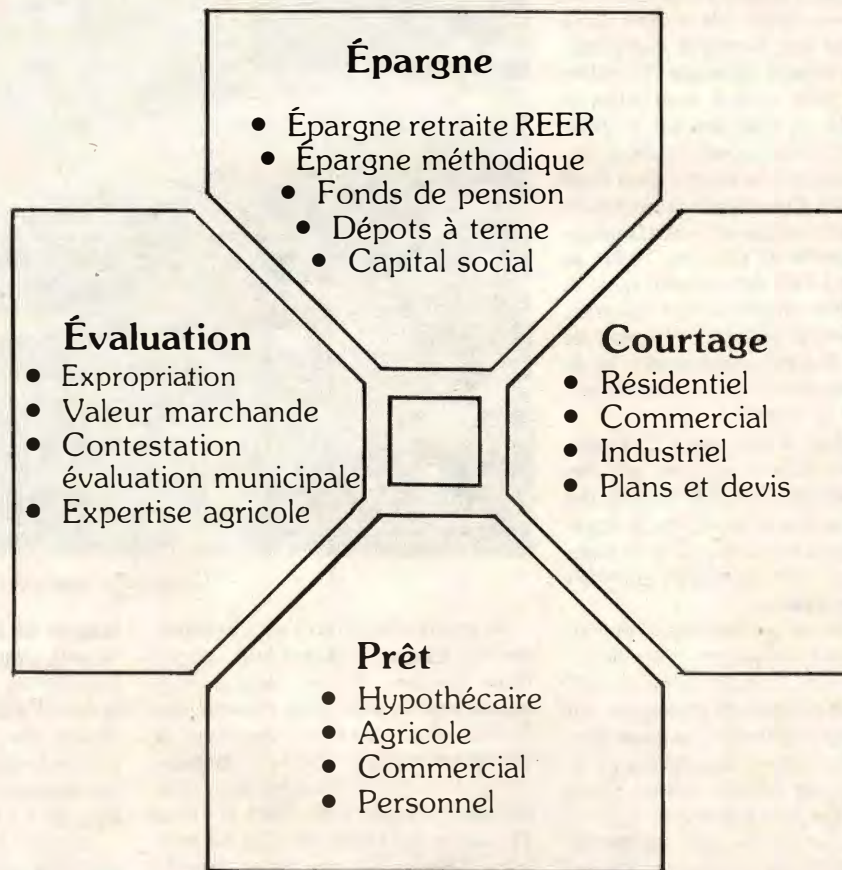 Épargne
• Épargne retraite REER
• Épargne méthodique
• Fonds de pension
• Dépots à terme
• Capital social
Évaluation
• Expropriation
• Valeur marchande
• Contestation
évaluation municipale
• Expertise agricole
Courtage
• Résidentiel
• Commercial
• Industriel
• Plans et devis
Prêt
• Hypothécaire
• Agricole
• Commercial
• Personnel